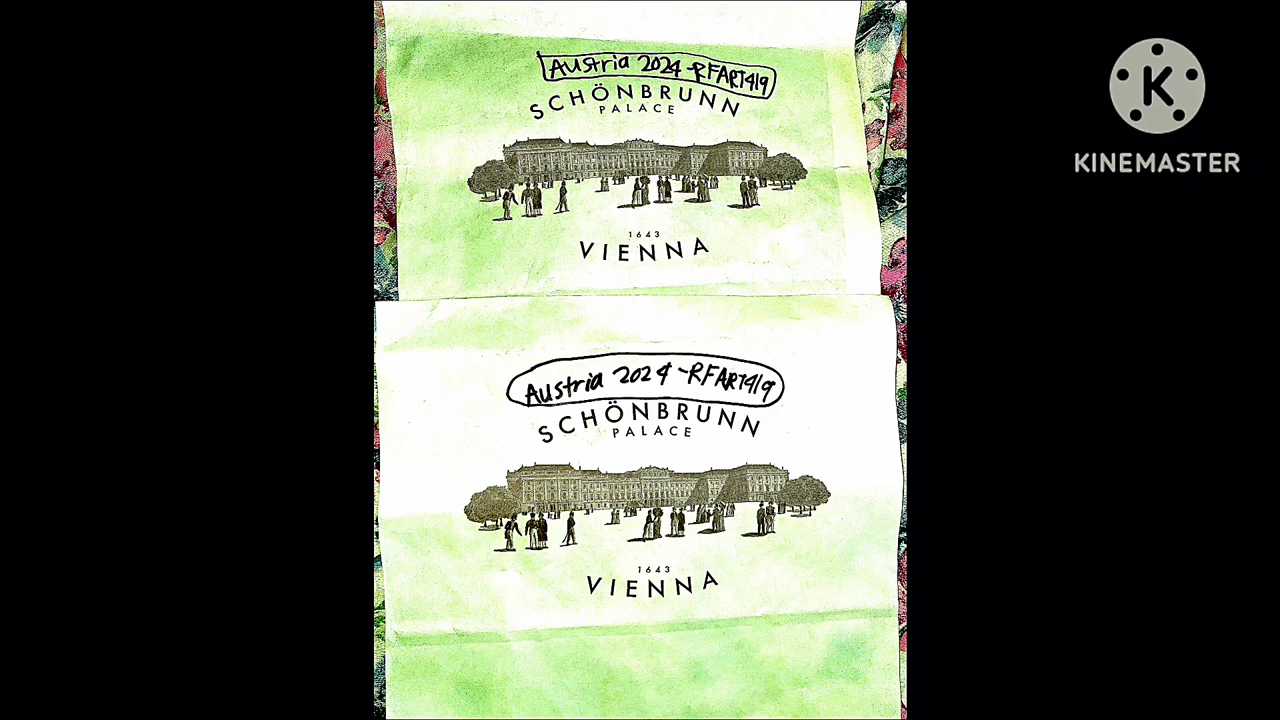 Austria 2024 -RFART419
SCHÖNBRUNN
PALACE
1643
VIENNA
Austria 2024 -RFART419
SCHÖNBRUNN
PALACE
1643
VIENNA
K
KINEMASTER